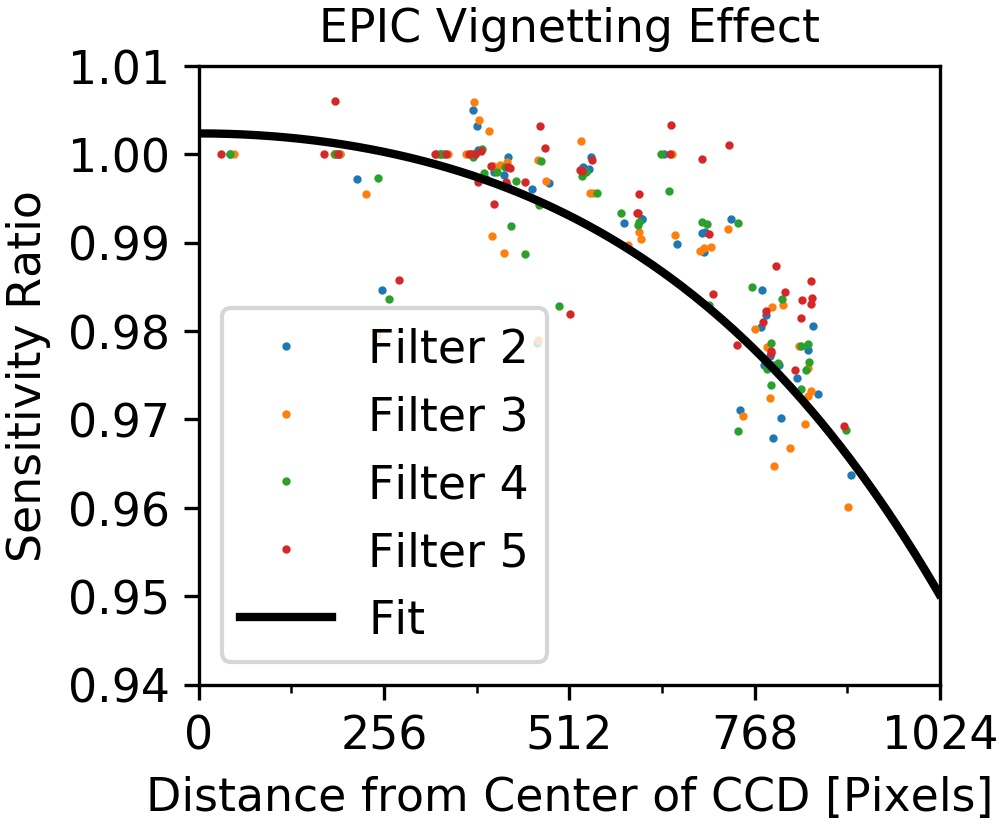 EPIC Vignetting Effect
1.01
1.00
0.99
0.98
0.97
0.96
0.95
0.94
Sensitivity Ratio
Filter 2
Filter 3
Filter 4
Filter 5
Fit
0 256 512 768 1024
Distance from Center of CCD [Pixels]